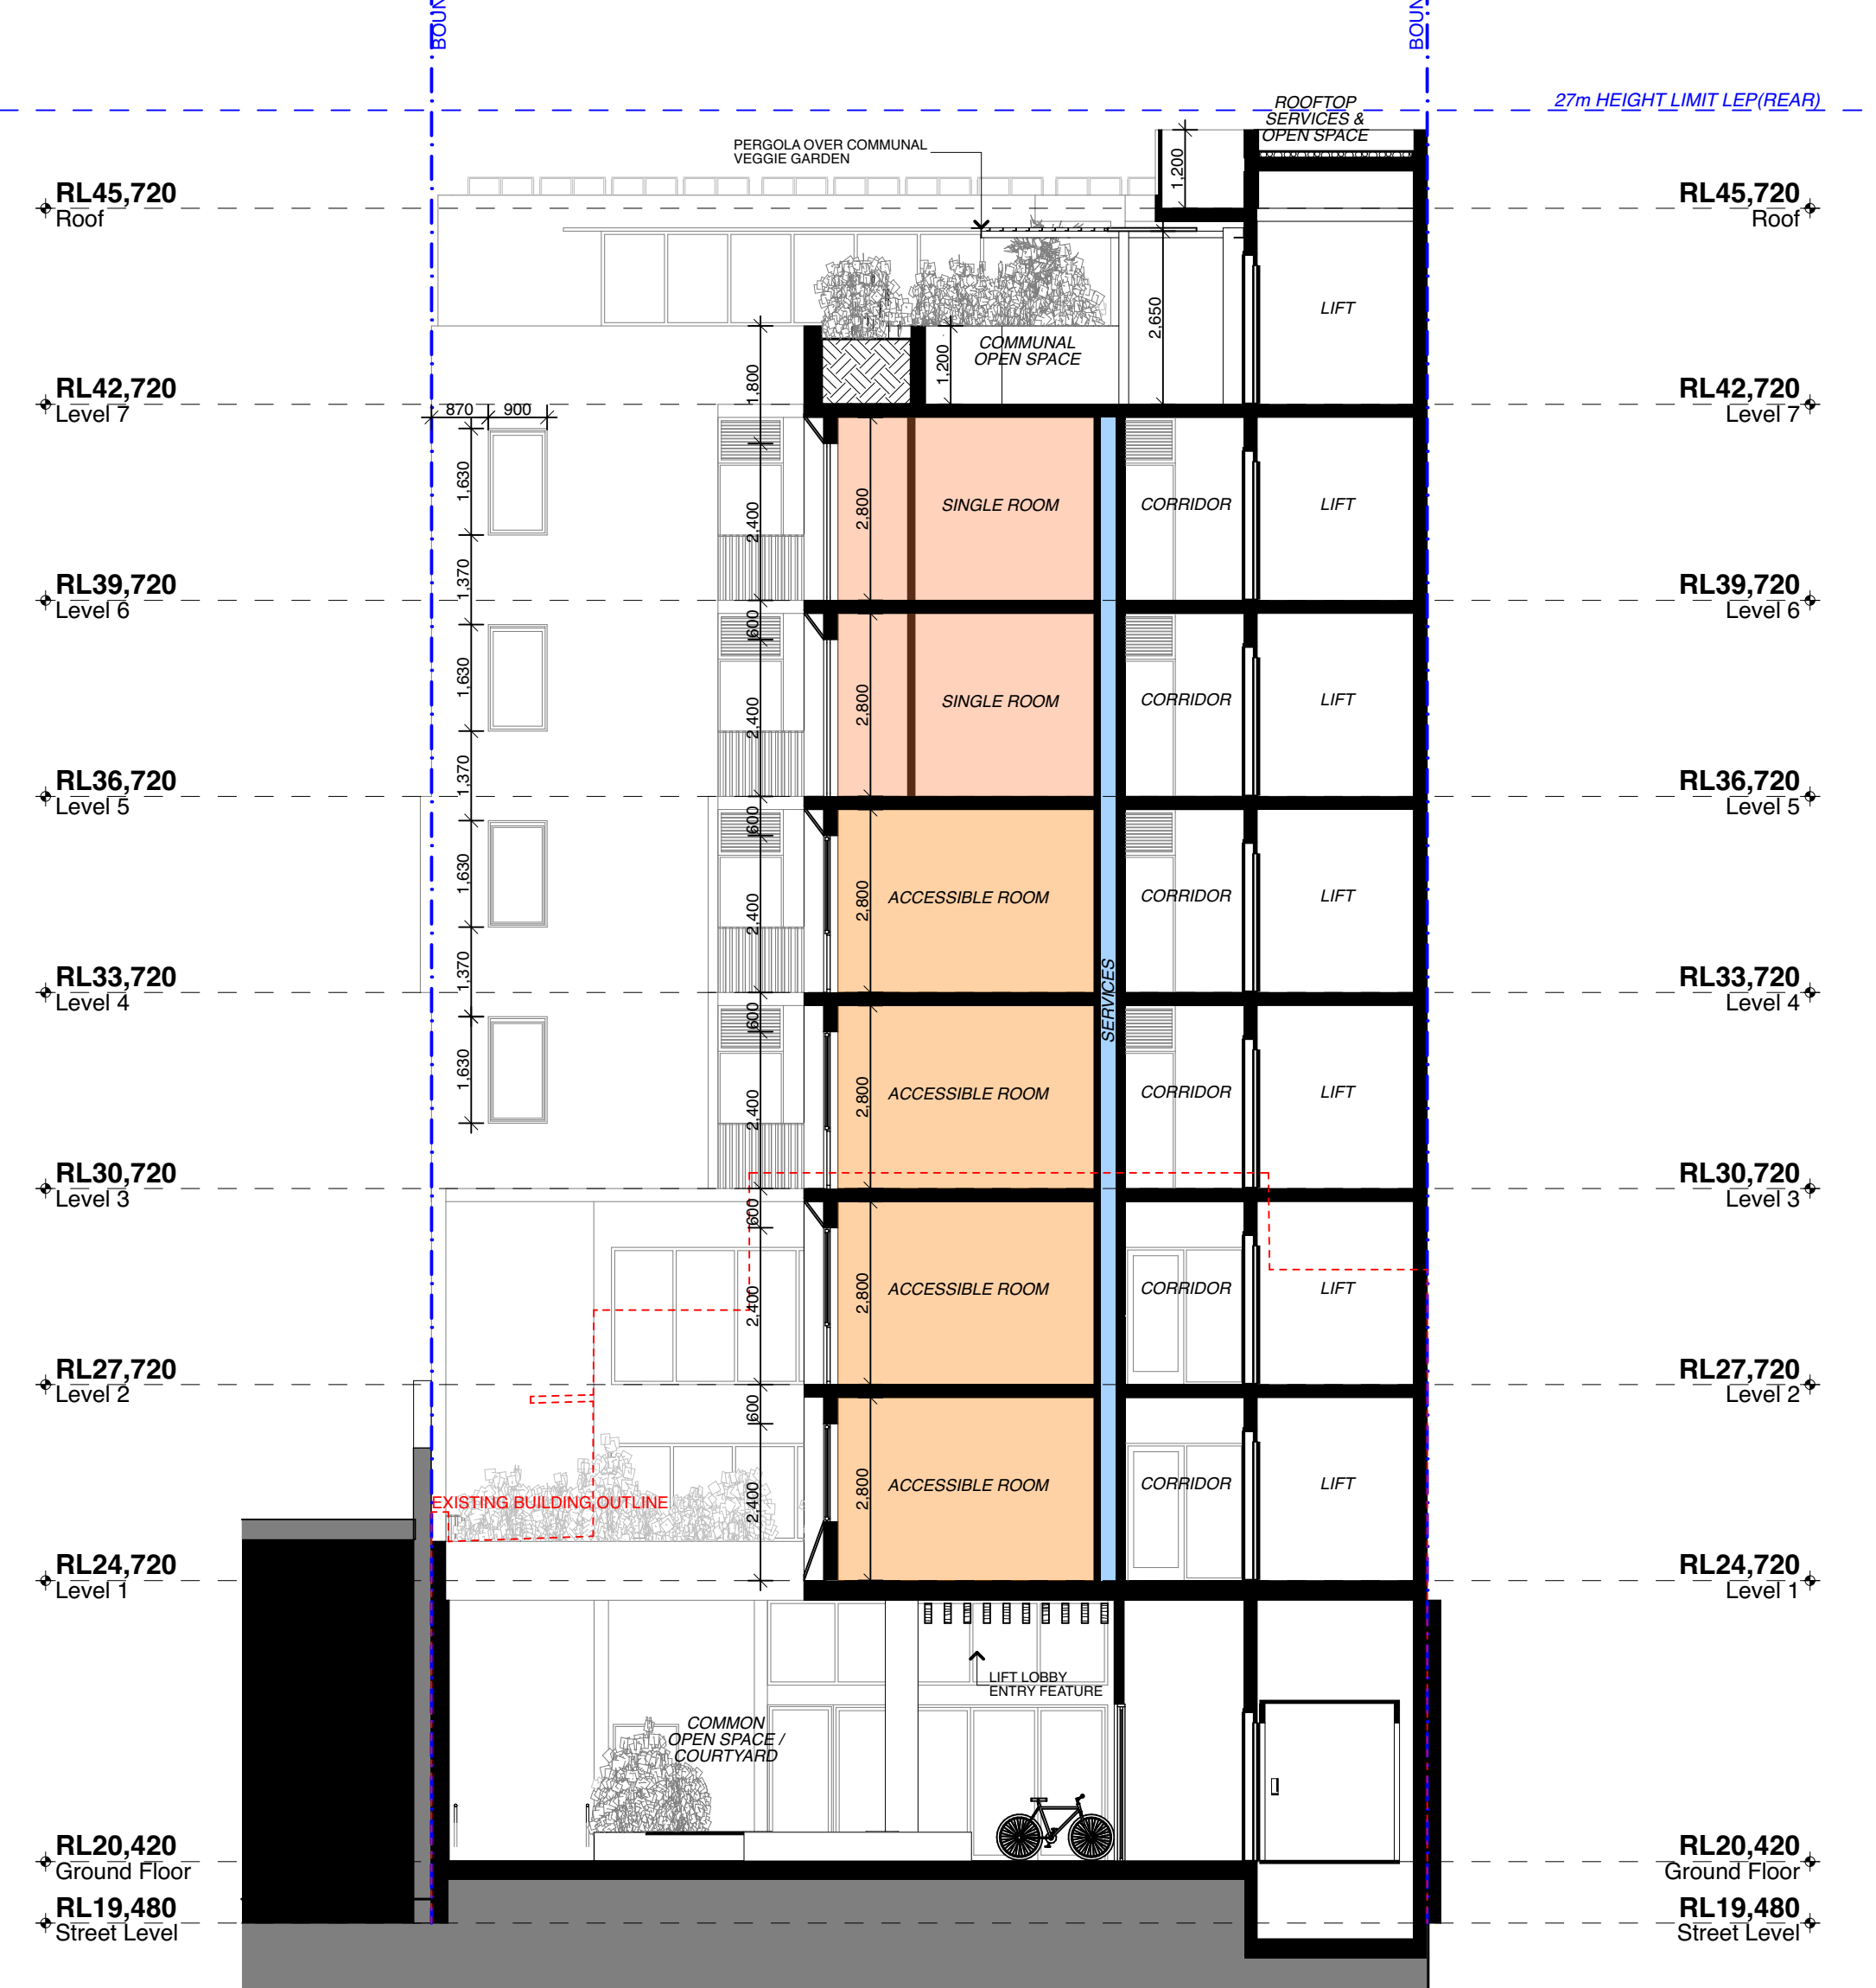 BOUN
BOUN
27m HEIGHT LIMIT LEP(REAR)
ROOFTOP
SERVICES &
OPEN SPACE
PERGOLA OVER COMMUNAL
VEGGIE GARDEN
1,200
RL45,720
Roof
RL45,720
Roof
LIFT
2,650
COMMUNAL
OPEN SPACE
1,200
1,800
RL42,720
Level 7
870
900
RL42,720
Level 7
1,630
2,400
2,800
SINGLE ROOM
CORRIDOR
LIFT
1,370
RL39,720
Level 6
600
RL39,720
Level 6
1,630
2,400
2,800
SINGLE ROOM
CORRIDOR
LIFT
1,370
RL36,720
Level 5
600
RL36,720
Level 5
1,630
2,400
2,800
ACCESSIBLE ROOM
CORRIDOR
LIFT
1,370
RL33,720
Level 4
600
SERVICES
RL33,720
Level 4
1,630
2,400
2,800
ACCESSIBLE ROOM
CORRIDOR
LIFT
RL30,720
Level 3
600
RL30,720
Level 3
2,400
2,800
ACCESSIBLE ROOM
CORRIDOR
LIFT
RL27,720
Level 2
600
RL27,720
Level 2
2,400
2,800
ACCESSIBLE ROOM
CORRIDOR
LIFT
EXISTING BUILDING OUTLINE
RL24,720
Level 1
RL24,720
Level 1
LIFT LOBBY
ENTRY FEATURE
COMMON
OPEN SPACE /
COURTYARD
RL20,420
Ground Floor
RL20,420
Ground Floor
RL19,480
Street Level
RL19,480
Street Level